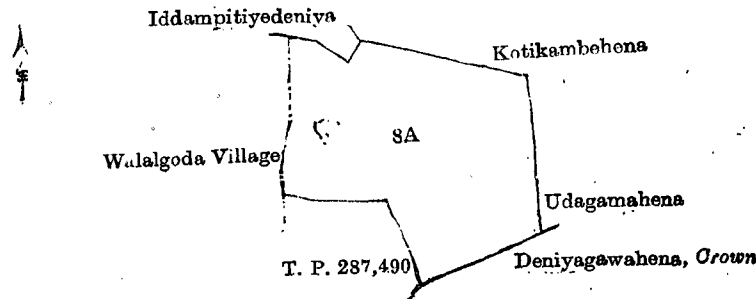 Iddampitiyedeniya
Kotikambehena
8A
Walalgoda Village
Udagamahena
T. P. 287,490
Deniyagawahena, Crown